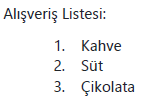 Alışveriş Listesi:
1. Kahve
2. Süt
3. Çikolata